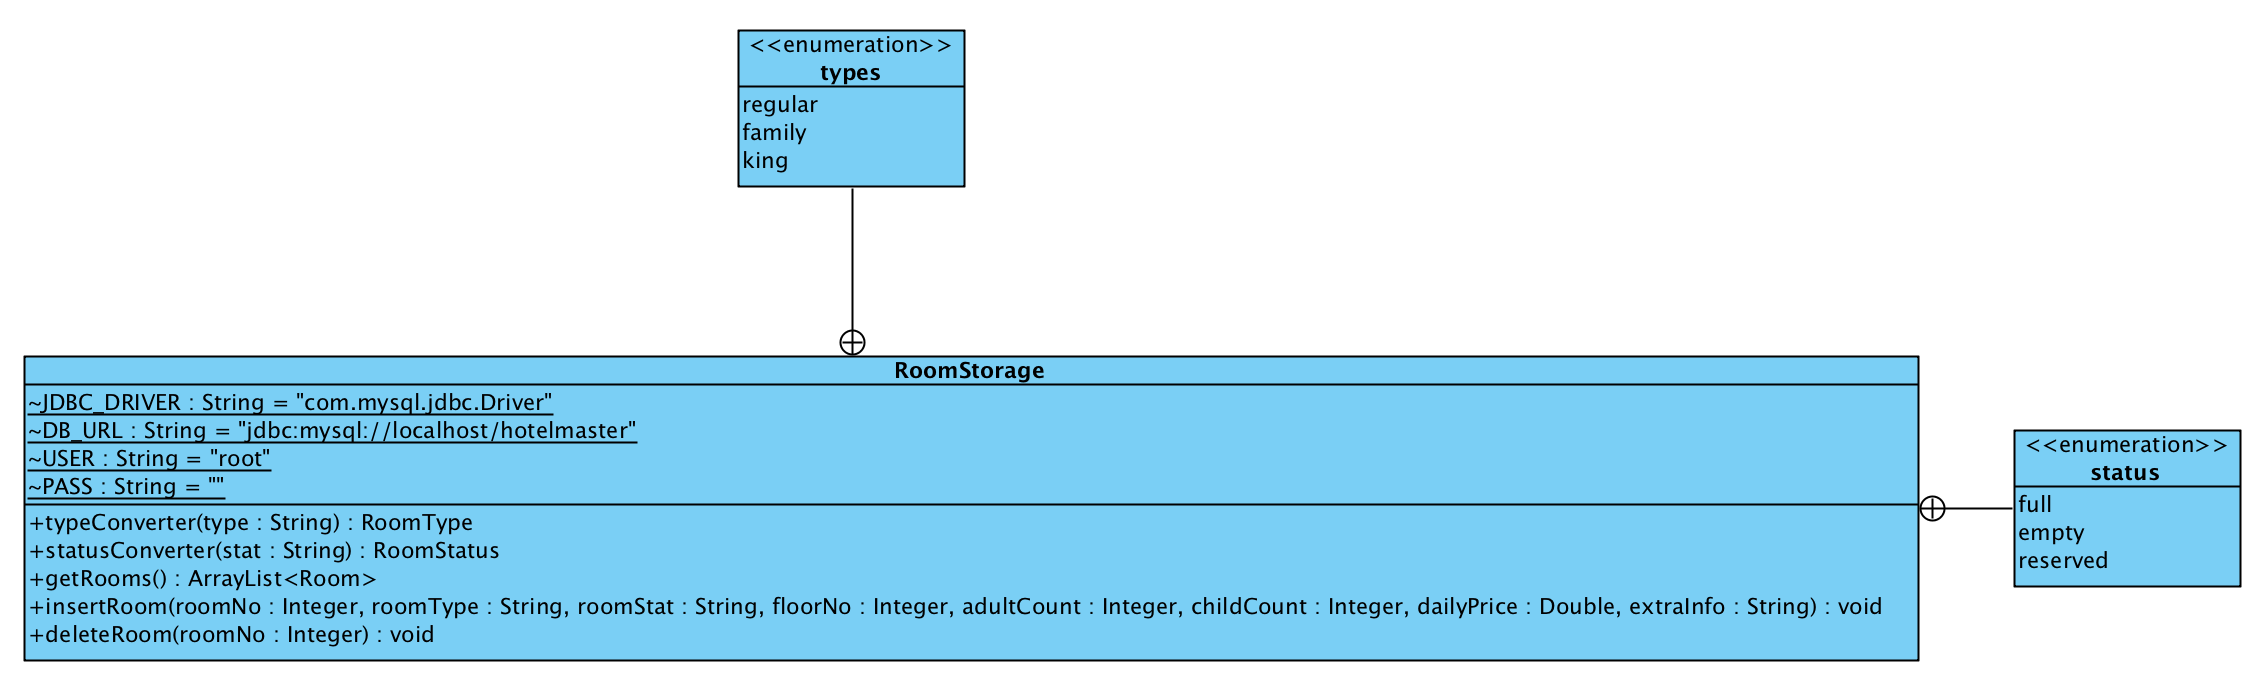 <<enumeration>>
types
regular
family
king
RoomStorage
~JDBC_DRIVER : String = "com.mysql.jdbc.Driver"
~DB_URL : String = "jdbc:mysql://localhost/hotelmaster"
~USER : String = "root"
~PASS : String = ""
+typeConverter(type : String) : RoomType
+statusConverter(stat : String) : RoomStatus
+getRooms() : ArrayList<Room>
+insertRoom(roomNo : Integer, roomType : String, roomStat : String, floorNo : Integer, adultCount : Integer, childCount : Integer, dailyPrice : Double, extraInfo : String) : void
+deleteRoom(roomNo : Integer) : void
<<enumeration>>
status
full
empty
reserved